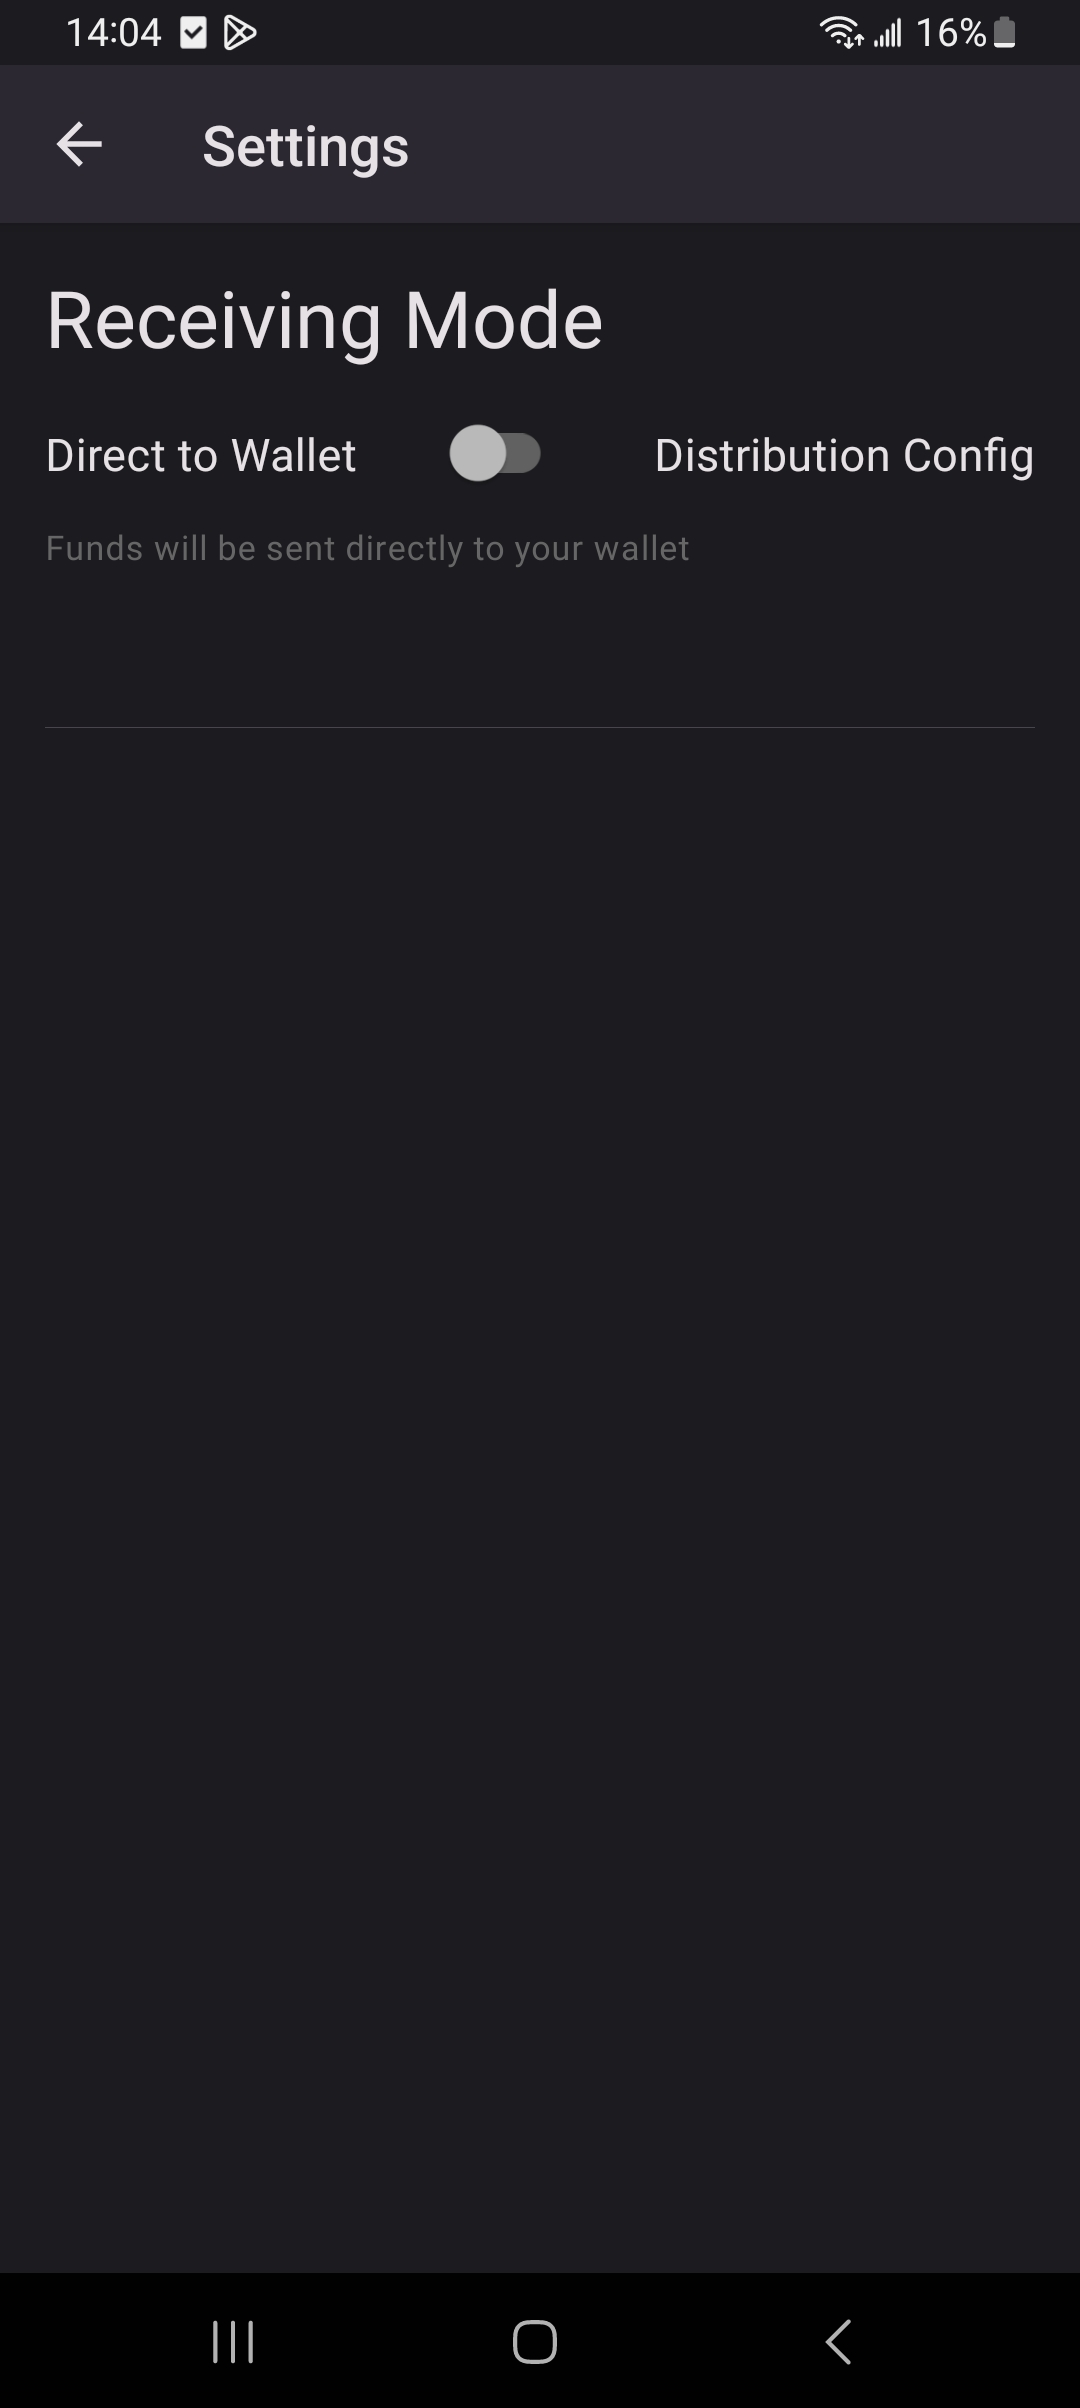 14:04 16%
Settings
Receiving Mode
Direct to Wallet Distribution Config
Funds will be sent directly to your wallet